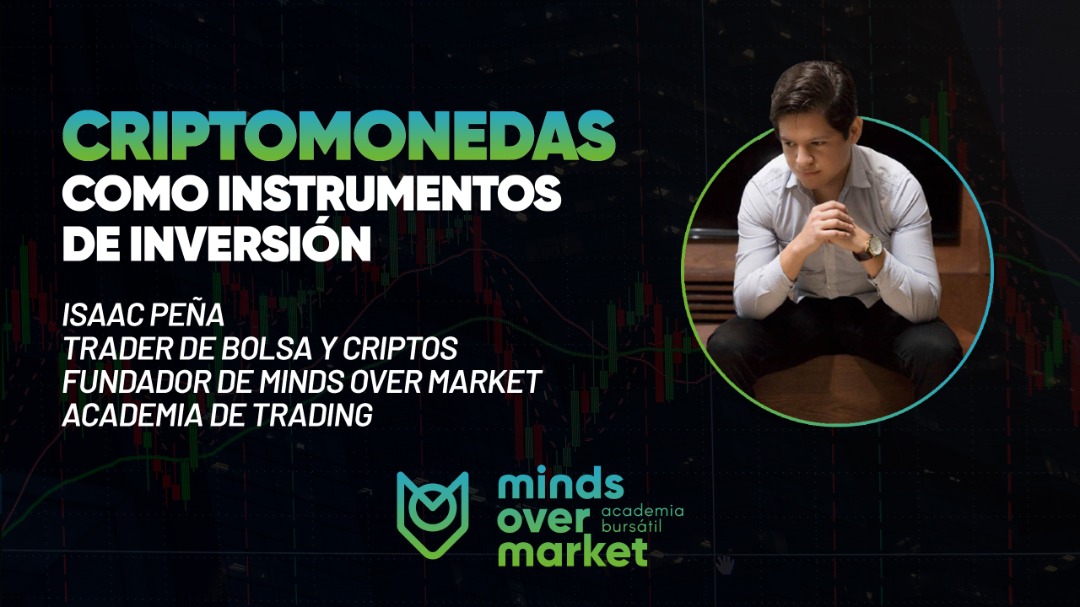 CRIPTOMONEDAS
COMO INSTRUMENTOS
DE INVERSIÓN
ISAAC PEÑA
TRADER DE BOLSA Y CRIPTOS
FUNDADOR DE MINDS OVER MARKET
ACADEMIA DE TRADING
minds
over academia
bursátil
market